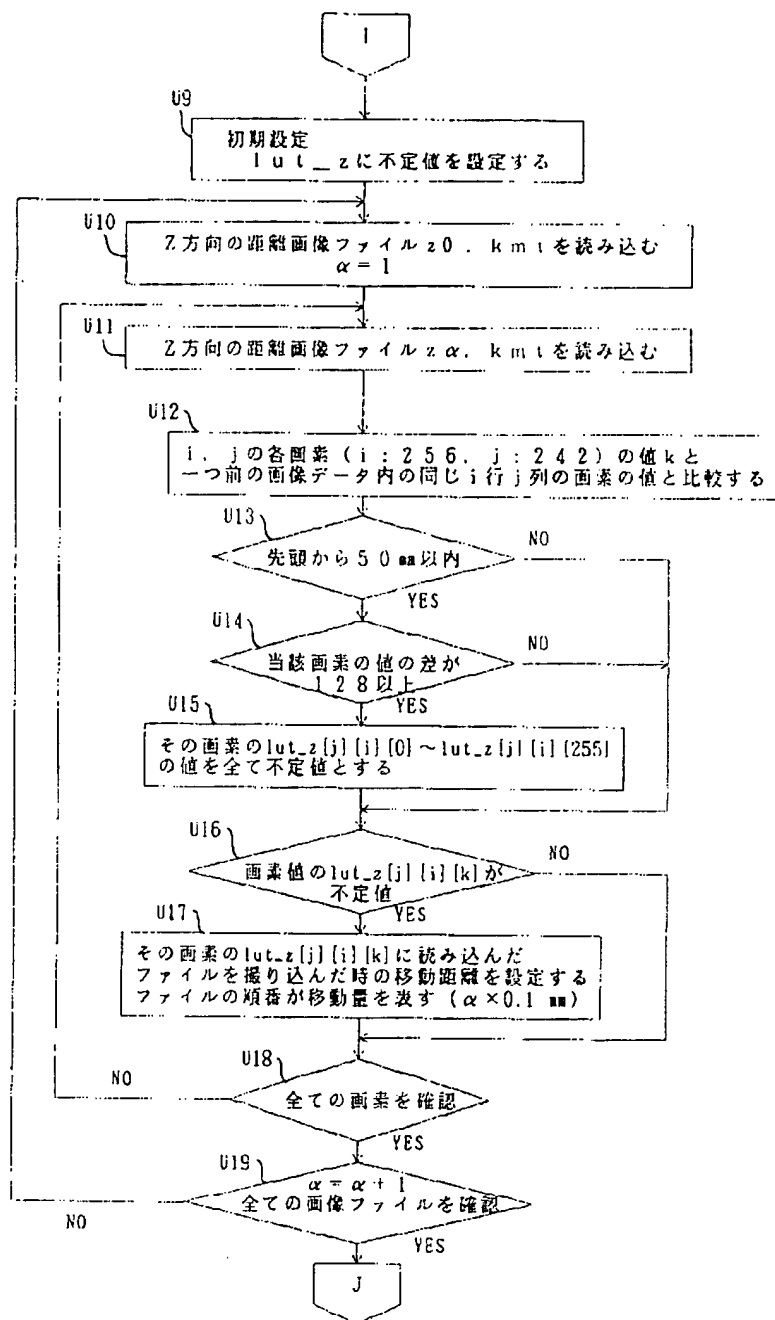 I
U9
初期設定
lut_zに不定値を設定する
U10
Z方向の距離画像ファイルz0.kmtを読み込む
α=1
U11
Z方向の距離画像ファイルzα.kmtを読み込む
U12
i,jの各画素(i:256,j:242)の値kと
一つ前の画像データ内の同じi行j列の画素の値と比較する
U13
先頭から50mm以内
NO
YES
U14
当該画素の値の差が
128以上
NO
YES
U15
その画素のlut_z[j][i][0]～lut_z[j][i][255]
の値を全て不定値とする
U16
画素値のlut_z[j][i][k]が
不定値
NO
YES
U17
その画素のlut_z[j][i][k]に読み込んだ
ファイルを撮り込んだ時の移動距離を設定する
ファイルの順番が移動量を表す(α×0.1mm)
U18
全ての画素を確認
NO
YES
U19
α=α+1
全ての画像ファイルを確認
NO
YES
J